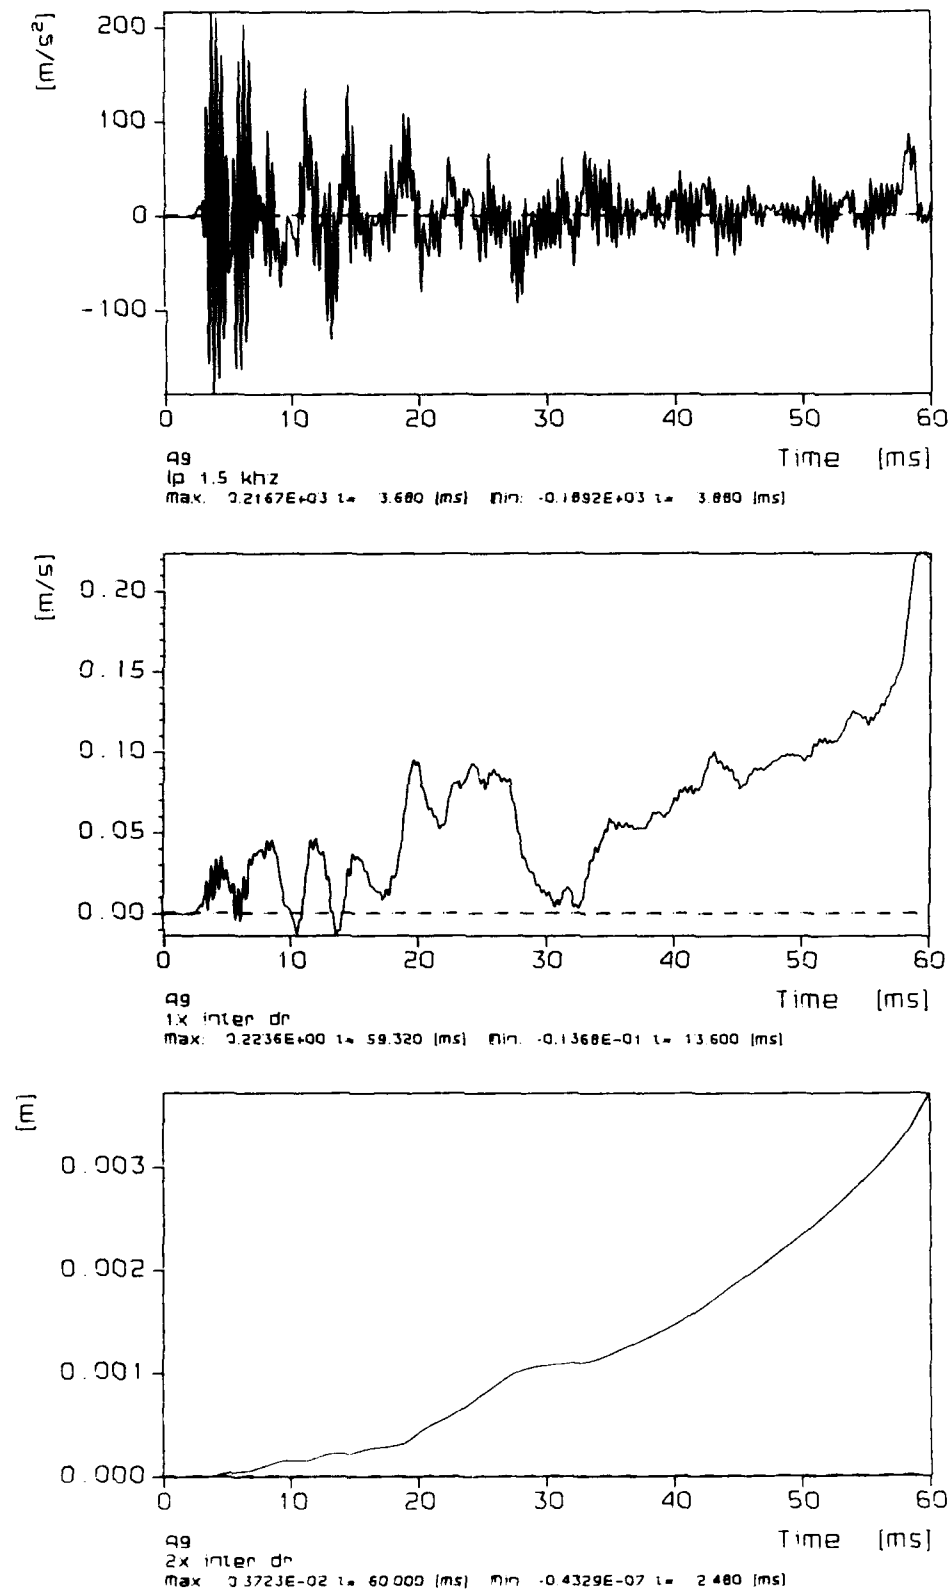 [m/s²]
200
100
0
-100
0 10 20 30 40 50 60
Time [ms]
A9
lp 1.5 khz
Max: 0.2167E+03 t= 3.680 [ms] Min: -0.1892E+03 t= 3.880 [ms]
[m/s]
0.20
0.15
0.10
0.05
0.00
0 10 20 30 40 50 60
Time [ms]
A9
1x inter dr
Max: 0.2236E+00 t= 59.320 [ms] Min: -0.1368E-01 t= 13.600 [ms]
[m]
0.003
0.002
0.001
0.000
0 10 20 30 40 50 60
Time [ms]
A9
2x inter dr
Max 0.3723E-02 t= 60.000 [ms] Min -0.4329E-07 t= 2.480 [ms]